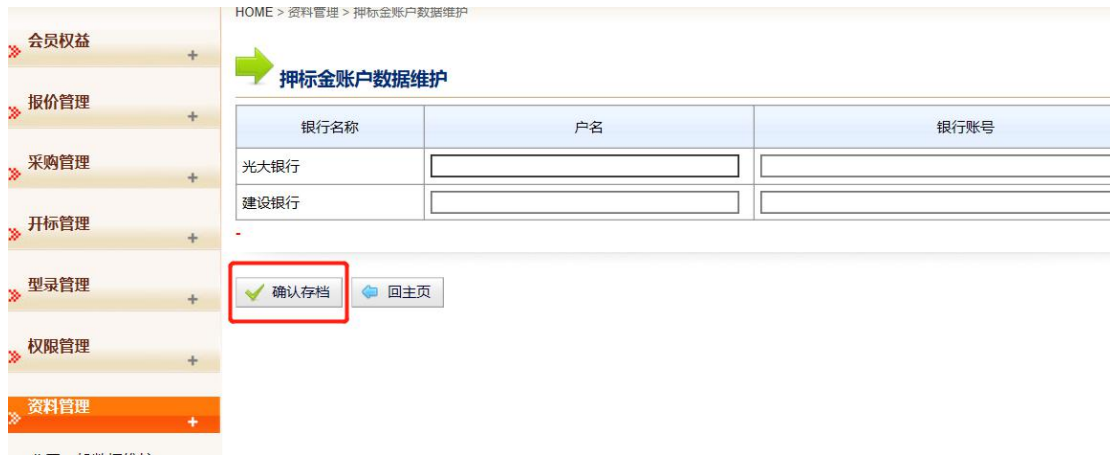 HOME > 资料管理 > 押标金账户数据维护
会员权益
+
报价管理
+
采购管理
+
开标管理
+
型录管理
+
权限管理
+
资料管理
+
押标金账户数据维护
银行名称 户名 银行账号
光大银行
建设银行
-
确认存档 回主页